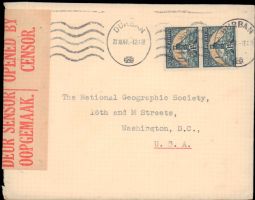 DEUR SENSOR OOPGEMAAK.
OPENED BY CENSOR.
DURBAN
DURBAN
The National Geographic Society,
16th and M Streets,
Washington, D.C.,
U. S. A.